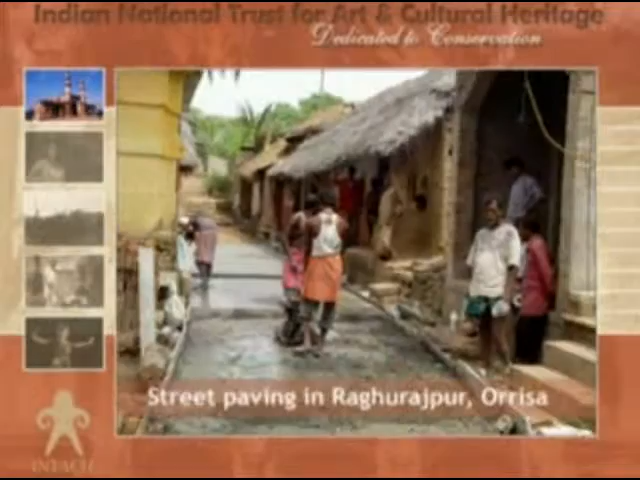 Indian National Trust for Art & Cultural Heritage
Dedicated to Conservation
Street paving in Raghurajpur, Orrisa
INTACH